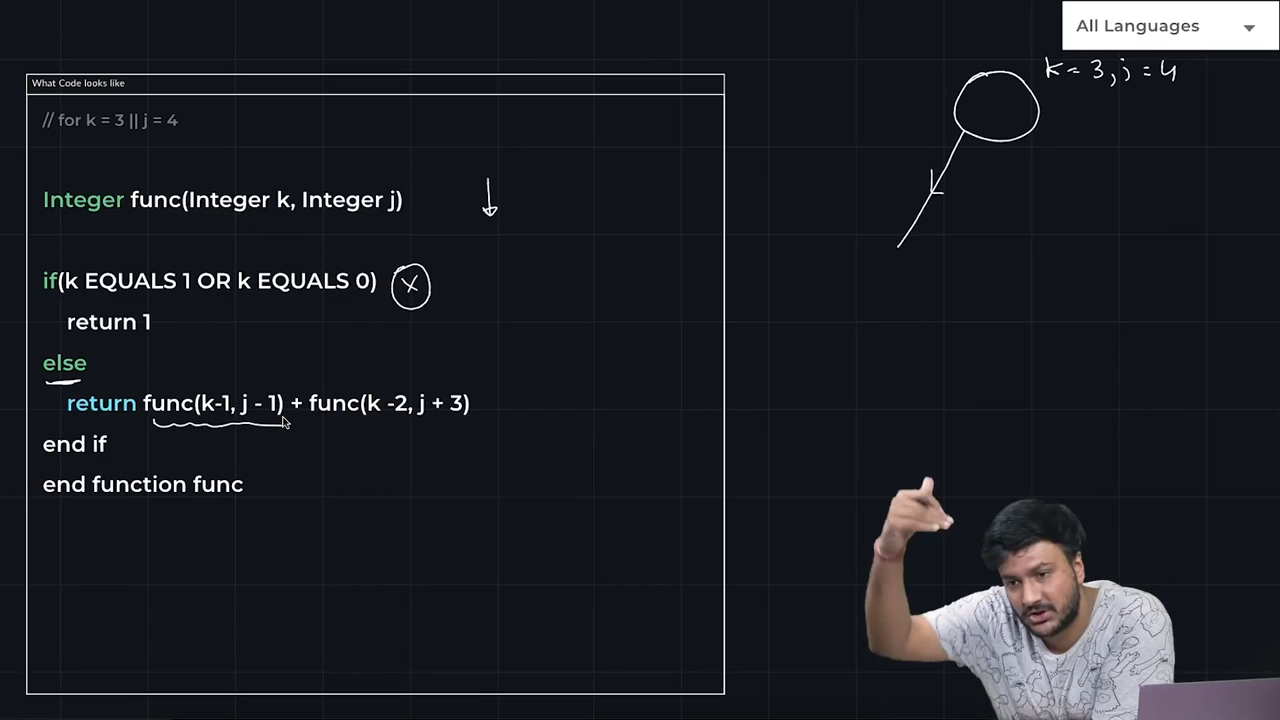 All Languages
k = 3, j = 4
What Code looks like
// for k = 3 || j = 4
Integer func(Integer k, Integer j)
if(k EQUALS 1 OR k EQUALS 0)
return 1
else
return func(k-1, j - 1) + func(k -2, j + 3)
end if
end function func